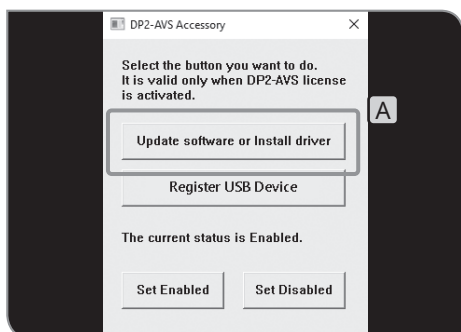 DP2-AVS Accessory
Select the button you want to do.
It is valid only when DP2-AVS license
is activated.
A
Update software or Install driver
Register USB Device
The current status is Enabled.
Set Enabled Set Disabled